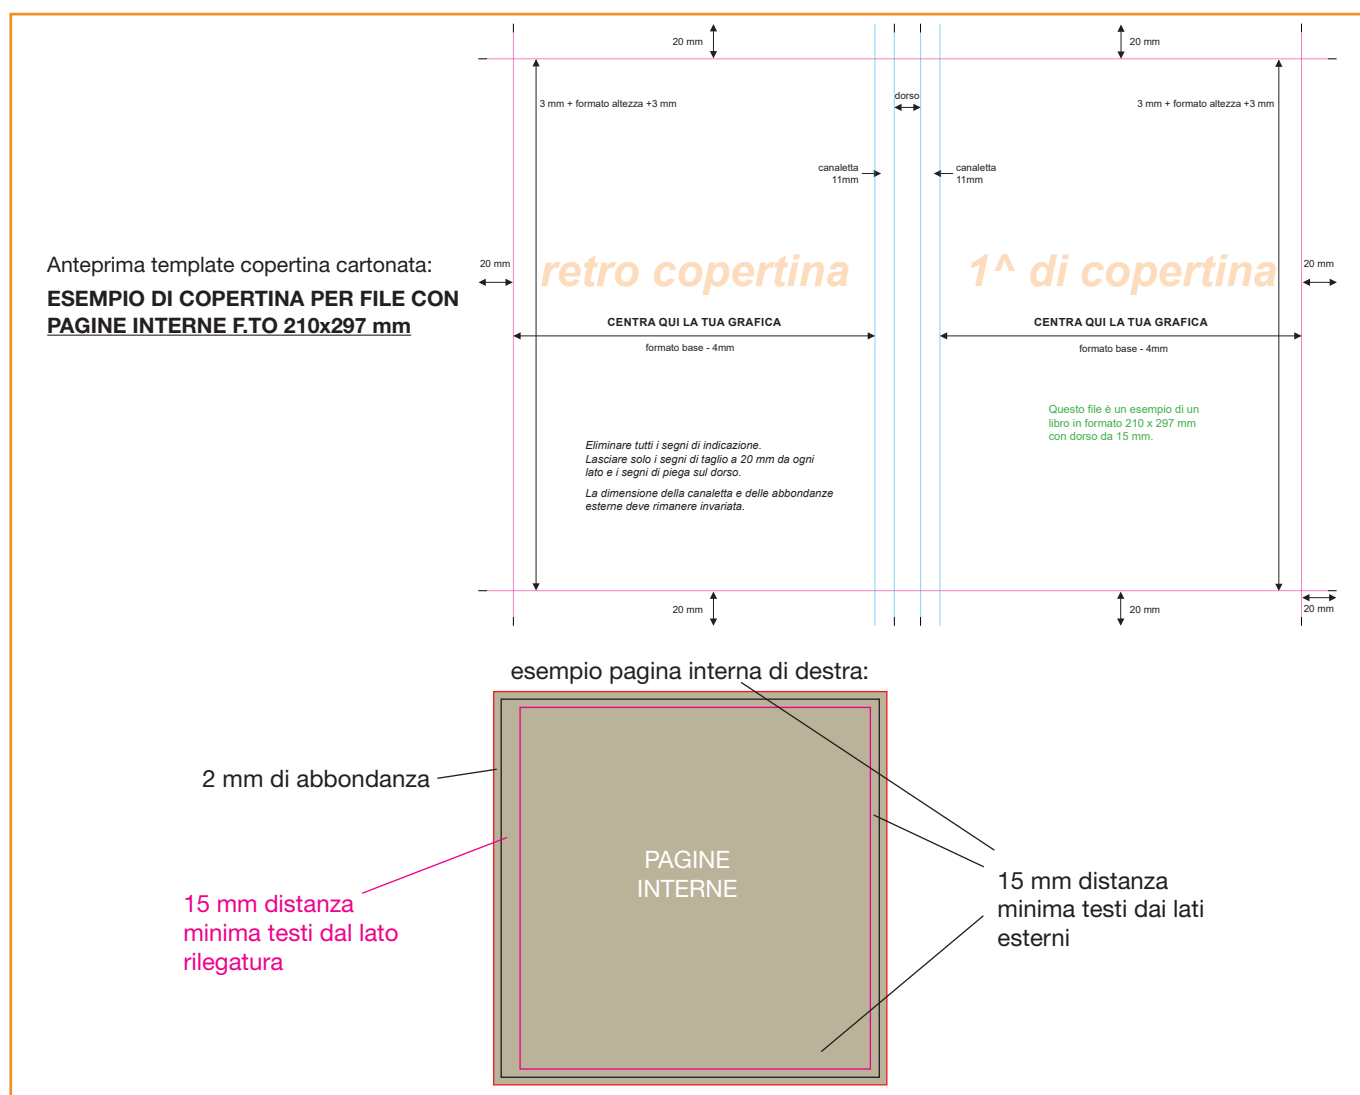 20 mm
20 mm
dorso
3 mm + formato altezza +3 mm
3 mm + formato altezza +3 mm
canaletta
11mm
canaletta
11mm
Anteprima template copertina cartonata:
ESEMPIO DI COPERTINA PER FILE CON
PAGINE INTERNE F.TO 210x297 mm
20 mm
retro copertina
1^ di copertina
20 mm
CENTRA QUI LA TUA GRAFICA
CENTRA QUI LA TUA GRAFICA
formato base - 4mm
formato base - 4mm
Questo file è un esempio di un
libro in formato 210 x 297 mm
con dorso da 15 mm.
Eliminare tutti i segni di indicazione.
Lasciare solo i segni di taglio a 20 mm da ogni
lato e i segni di piega sul dorso.
La dimensione della canaletta e delle abbondanze
esterne deve rimanere invariata.
20 mm
20 mm
20 mm
esempio pagina interna di destra:
2 mm di abbondanza
PAGINE
INTERNE
15 mm distanza
minima testi dal lato
rilegatura
15 mm distanza
minima testi dai lati
esterni